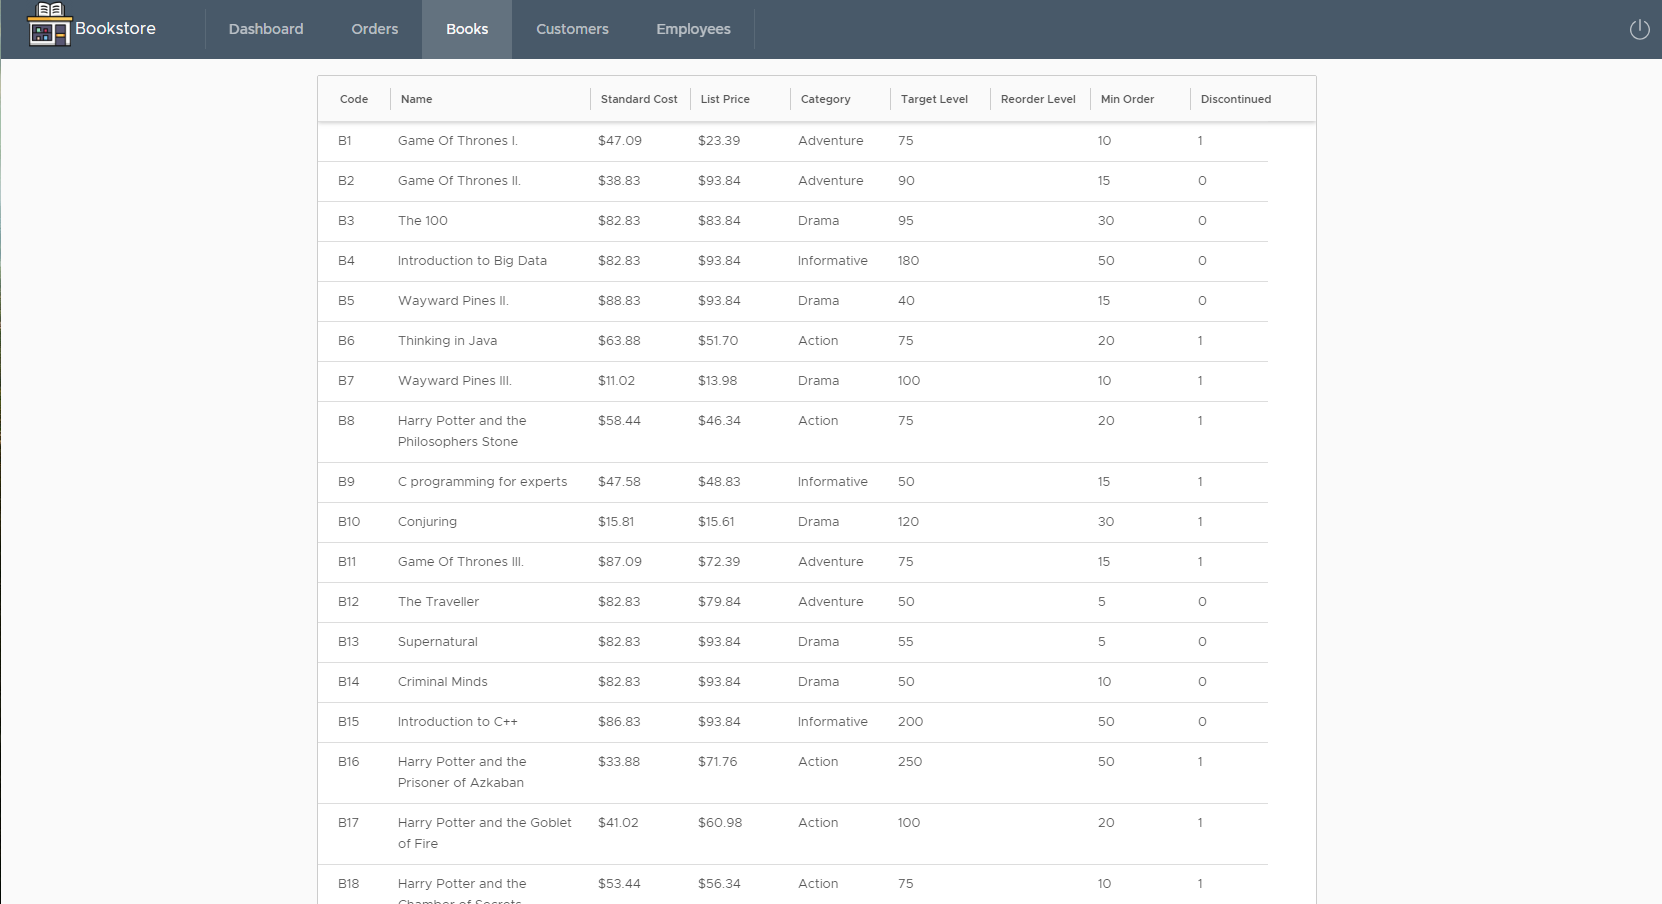 Bookstore Dashboard Orders Books Customers Employees
Code Name Standard Cost List Price Category Target Level Reorder Level Min Order Discontinued
B1 Game Of Thrones I. $47.09 $23.39 Adventure 75 10 1
B2 Game Of Thrones II. $38.83 $93.84 Adventure 90 15 0
B3 The 100 $82.83 $83.84 Drama 95 30 0
B4 Introduction to Big Data $82.83 $93.84 Informative 180 50 0
B5 Wayward Pines II. $88.83 $93.84 Drama 40 15 0
B6 Thinking in Java $63.88 $51.70 Action 75 20 1
B7 Wayward Pines III. $11.02 $13.98 Drama 100 10 1
B8 Harry Potter and the $58.44 $46.34 Action 75 20 1
Philosophers Stone
B9 C programming for experts $47.58 $48.83 Informative 50 15 1
B10 Conjuring $15.81 $15.61 Drama 120 30 1
B11 Game Of Thrones III. $87.09 $72.39 Adventure 75 15 1
B12 The Traveller $82.83 $79.84 Adventure 50 5 0
B13 Supernatural $82.83 $93.84 Drama 55 5 0
B14 Criminal Minds $82.83 $93.84 Drama 50 10 0
B15 Introduction to C++ $86.83 $93.84 Informative 200 50 0
B16 Harry Potter and the $33.88 $71.76 Action 250 50 1
Prisoner of Azkaban
B17 Harry Potter and the Goblet $41.02 $60.98 Action 100 20 1
of Fire
B18 Harry Potter and the $53.44 $56.34 Action 75 10 1
Chamber of Secrets